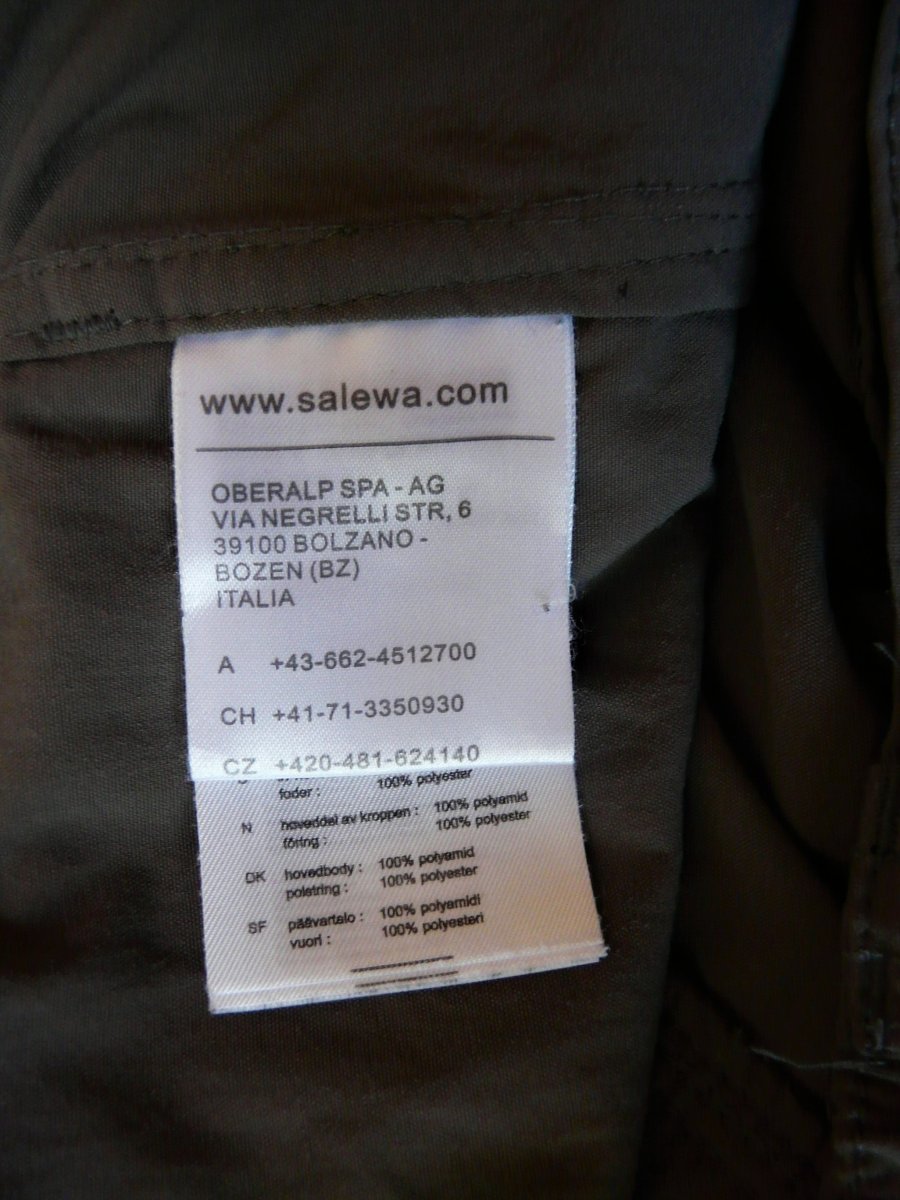 www.salewa.com
OBERALP SPA - AG
VIA NEGRELLI STR, 6
39100 BOLZANO -
BOZEN (BZ)
ITALIA
A +43-662-4512700
CH +41-71-3350930
CZ +420-481-624140
foder : 100% polyester
N hoveddel av kroppen : 100% polyamid
fôring : 100% polyester
DK hovedbody : 100% polyamid
polstring : 100% polyester
SF päävartalo : 100% polyamidi
vuori : 100% polyesteri